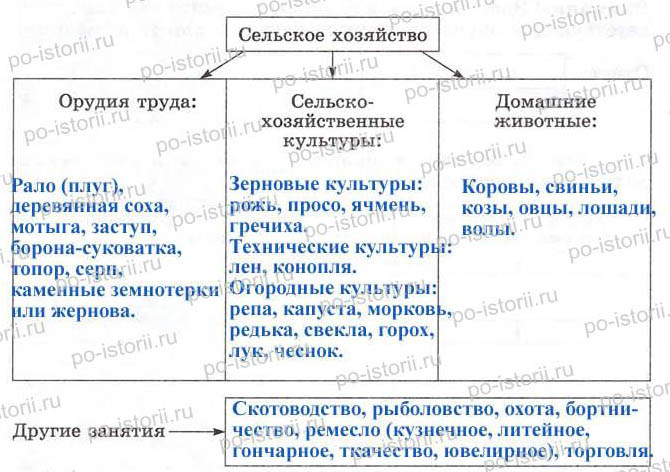 Сельское хозяйство
Орудия труда:
Рало (плуг),
деревянная соха,
мотыга, заступ,
борона-суковатка,
топор, серп,
каменные земнотерки
или жернова.
Сельско-
хозяйственные
культуры:
Зерновые культуры:
рожь, просо, ячмень,
гречиха.
Технические культуры:
лен, конопля.
Огородные культуры:
репа, капуста, морковь,
редька, свекла, горох,
лук, чеснок.
Домашние
животные:
Коровы, свиньи,
козы, овцы, лошади,
волы.
Другие занятия
Скотоводство, рыболовство, охота, бортни-
чество, ремесло (кузнечное, литейное,
гончарное, ткачество, ювелирное), торговля.
po-istorii.ru